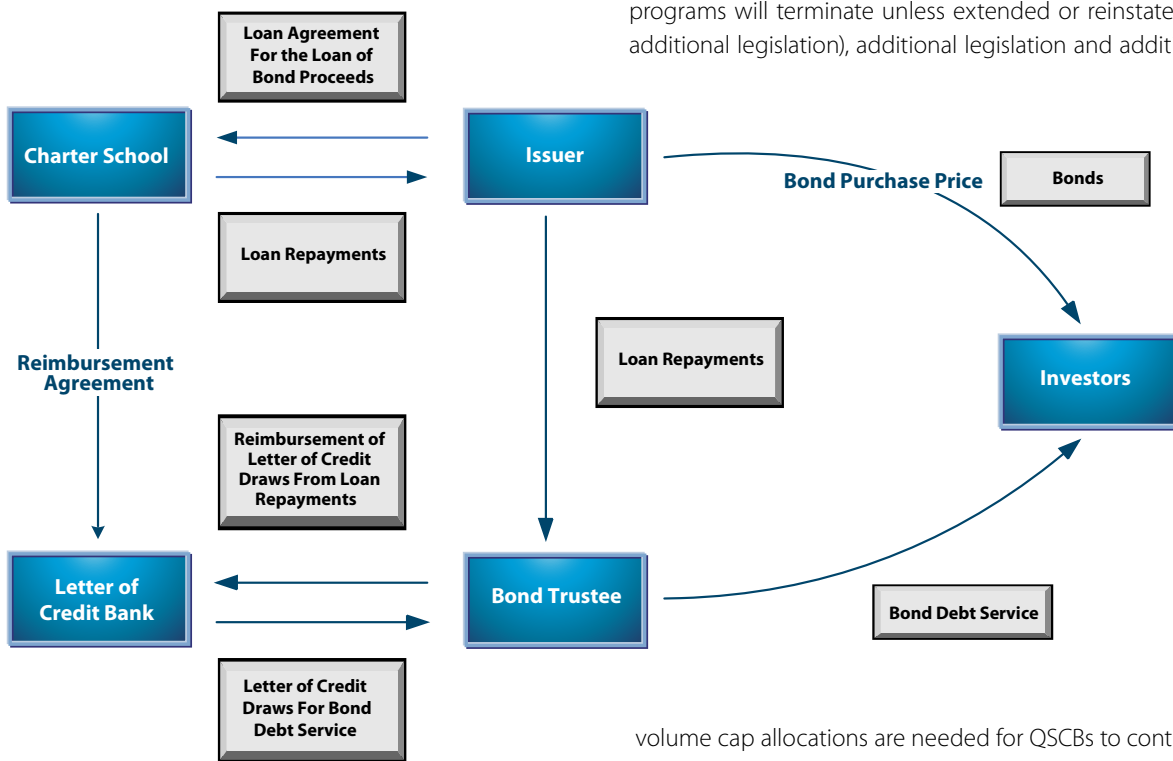 programs will terminate unless extended or reinstate
additional legislation), additional legislation and addit
Loan Agreement
For the Loan of
Bond Proceeds
Charter School
Issuer
Bond Purchase Price
Bonds
Loan Repayments
Reimbursement
Agreement
Loan Repayments
Investors
Reimbursement of
Letter of Credit
Draws From Loan
Repayments
Letter of
Credit Bank
Bond Trustee
Bond Debt Service
Letter of Credit
Draws For Bond
Debt Service
volume cap allocations are needed for QSCBs to cont